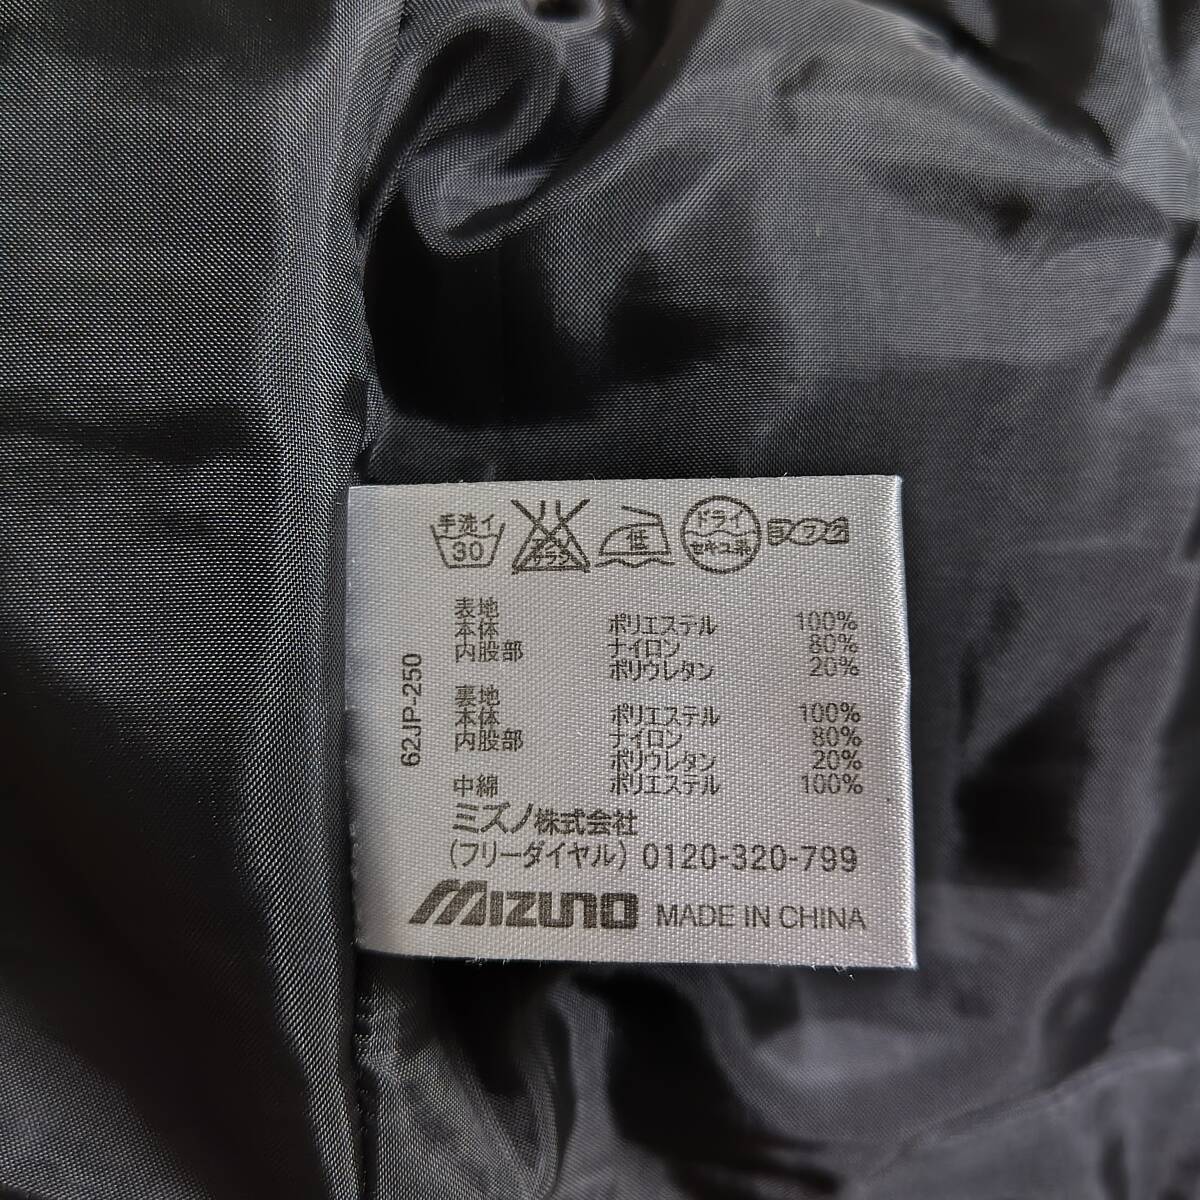 手洗イ
30
エンソ
サラシ
低
ドライ
セキユ系
62JP-250
表地
本体 ポリエステル 100%
内股部 ナイロン 80%
ポリウレタン 20%
裏地
本体 ポリエステル 100%
内股部 ナイロン 80%
ポリウレタン 20%
中綿 ポリエステル 100%
ミズノ株式会社
(フリーダイヤル) 0120-320-799
MIZUNO MADE IN CHINA